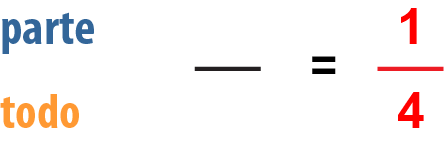 parte
= 1
todo
4